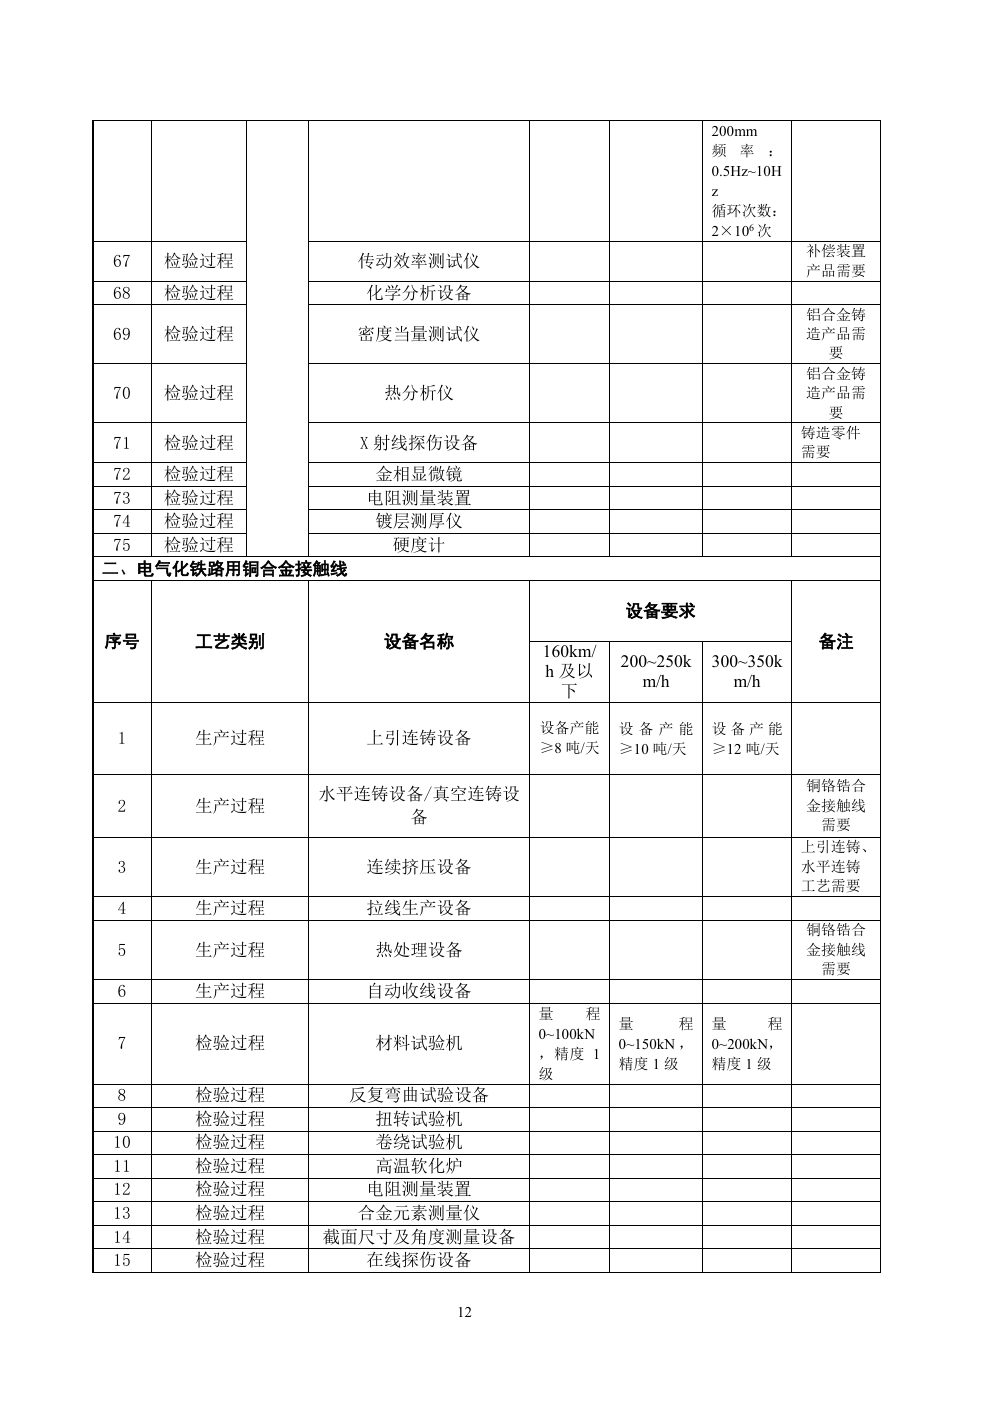 200mm
频 率 ：
0.5Hz~10H
z
循环次数：
2×10⁶ 次
67 检验过程 传动效率测试仪 补偿装置
产品需要
68 检验过程 化学分析设备
69 检验过程 密度当量测试仪 铝合金铸
造产品需
要
70 检验过程 热分析仪 铝合金铸
造产品需
要
71 检验过程 X 射线探伤设备 铸造零件
需要
72 检验过程 金相显微镜
73 检验过程 电阻测量装置
74 检验过程 镀层测厚仪
75 检验过程 硬度计
二、电气化铁路用铜合金接触线
序号 工艺类别 设备名称 设备要求 备注
160km/
h 及以
下
200~250k
m/h
300~350k
m/h
1 生产过程 上引连铸设备
设备产能
≥8 吨/天
设备产能
≥10 吨/天
设备产能
≥12 吨/天
2 生产过程 水平连铸设备/真空连铸设
备
铜铬锆合
金接触线
需要
3 生产过程 连续挤压设备
上引连铸、
水平连铸
工艺需要
4 生产过程 拉线生产设备
5 生产过程 热处理设备
铜铬锆合
金接触线
需要
6 生产过程 自动收线设备
7 检验过程 材料试验机
量 程
0~100kN
，精度 1
级
量 程
0~150kN，
精度 1 级
量 程
0~200kN，
精度 1 级
8 检验过程 反复弯曲试验设备
9 检验过程 扭转试验机
10 检验过程 卷绕试验机
11 检验过程 高温软化炉
12 检验过程 电阻测量装置
13 检验过程 合金元素测量仪
14 检验过程 截面尺寸及角度测量设备
15 检验过程 在线探伤设备
12